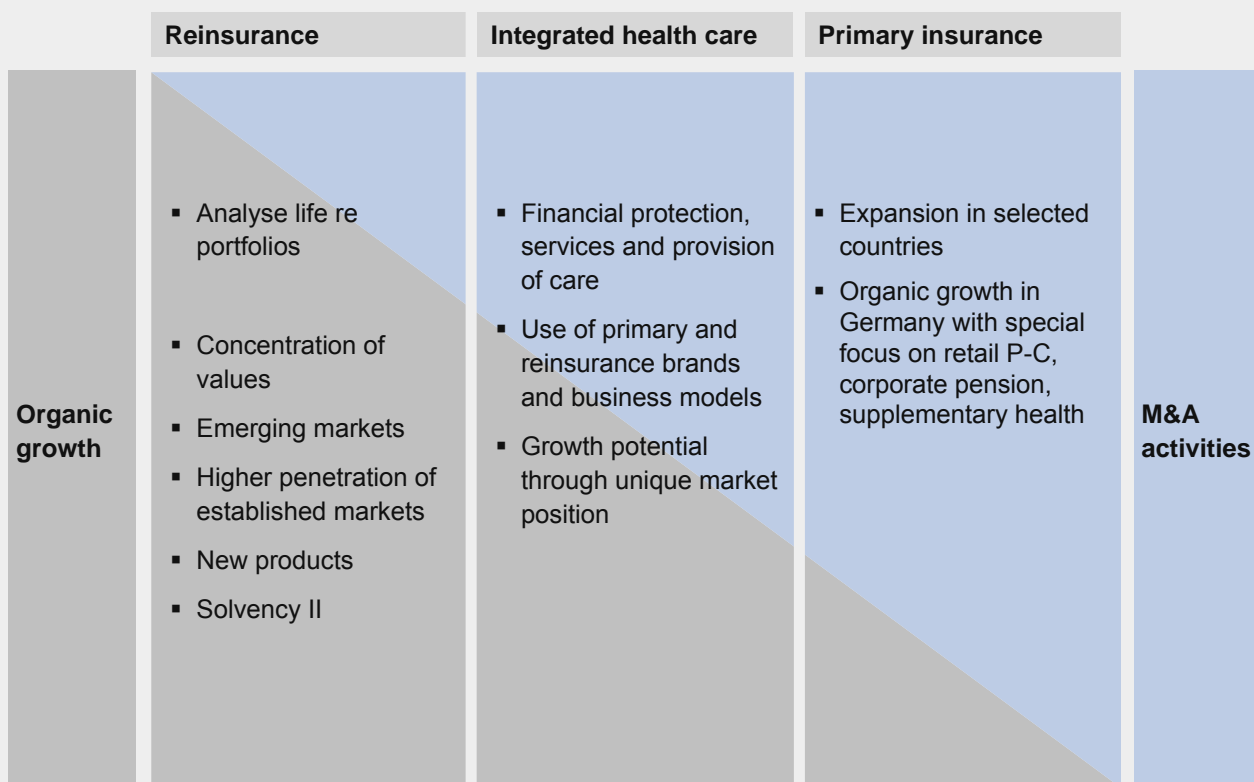 Reinsurance
Integrated health care
Primary insurance
Organic
growth
▪ Analyse life re
portfolios
▪ Concentration of
values
▪ Emerging markets
▪ Higher penetration of
established markets
▪ New products
▪ Solvency II
▪ Financial protection,
services and provision
of care
▪ Use of primary and
reinsurance brands
and business models
▪ Growth potential
through unique market
position
▪ Expansion in selected
countries
▪ Organic growth in
Germany with special
focus on retail P-C,
corporate pension,
supplementary health
M&A
activities